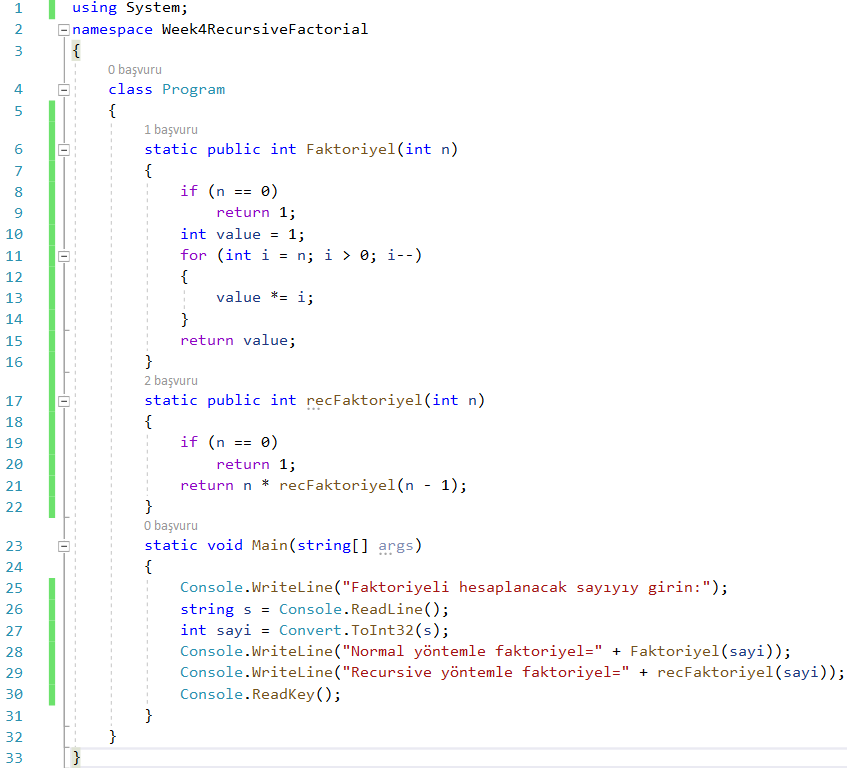 1 using System;
2 namespace Week4RecursiveFactorial
3 {
0 başvuru
4 class Program
5 {
1 başvuru
6 static public int Faktoriyel(int n)
7 {
8 if (n == 0)
9 return 1;
10 int value = 1;
11 for (int i = n; i > 0; i--)
12 {
13 value *= i;
14 }
15 return value;
16 }
2 başvuru
17 static public int recFaktoriyel(int n)
18 {
19 if (n == 0)
20 return 1;
21 return n * recFaktoriyel(n - 1);
22 }
0 başvuru
23 static void Main(string[] args)
24 {
25 Console.WriteLine("Faktoriyeli hesaplanacak sayıyıy girin:");
26 string s = Console.ReadLine();
27 int sayi = Convert.ToInt32(s);
28 Console.WriteLine("Normal yöntemle faktoriyel=" + Faktoriyel(sayi));
29 Console.WriteLine("Recursive yöntemle faktoriyel=" + recFaktoriyel(sayi));
30 Console.ReadKey();
31 }
32 }
33 }